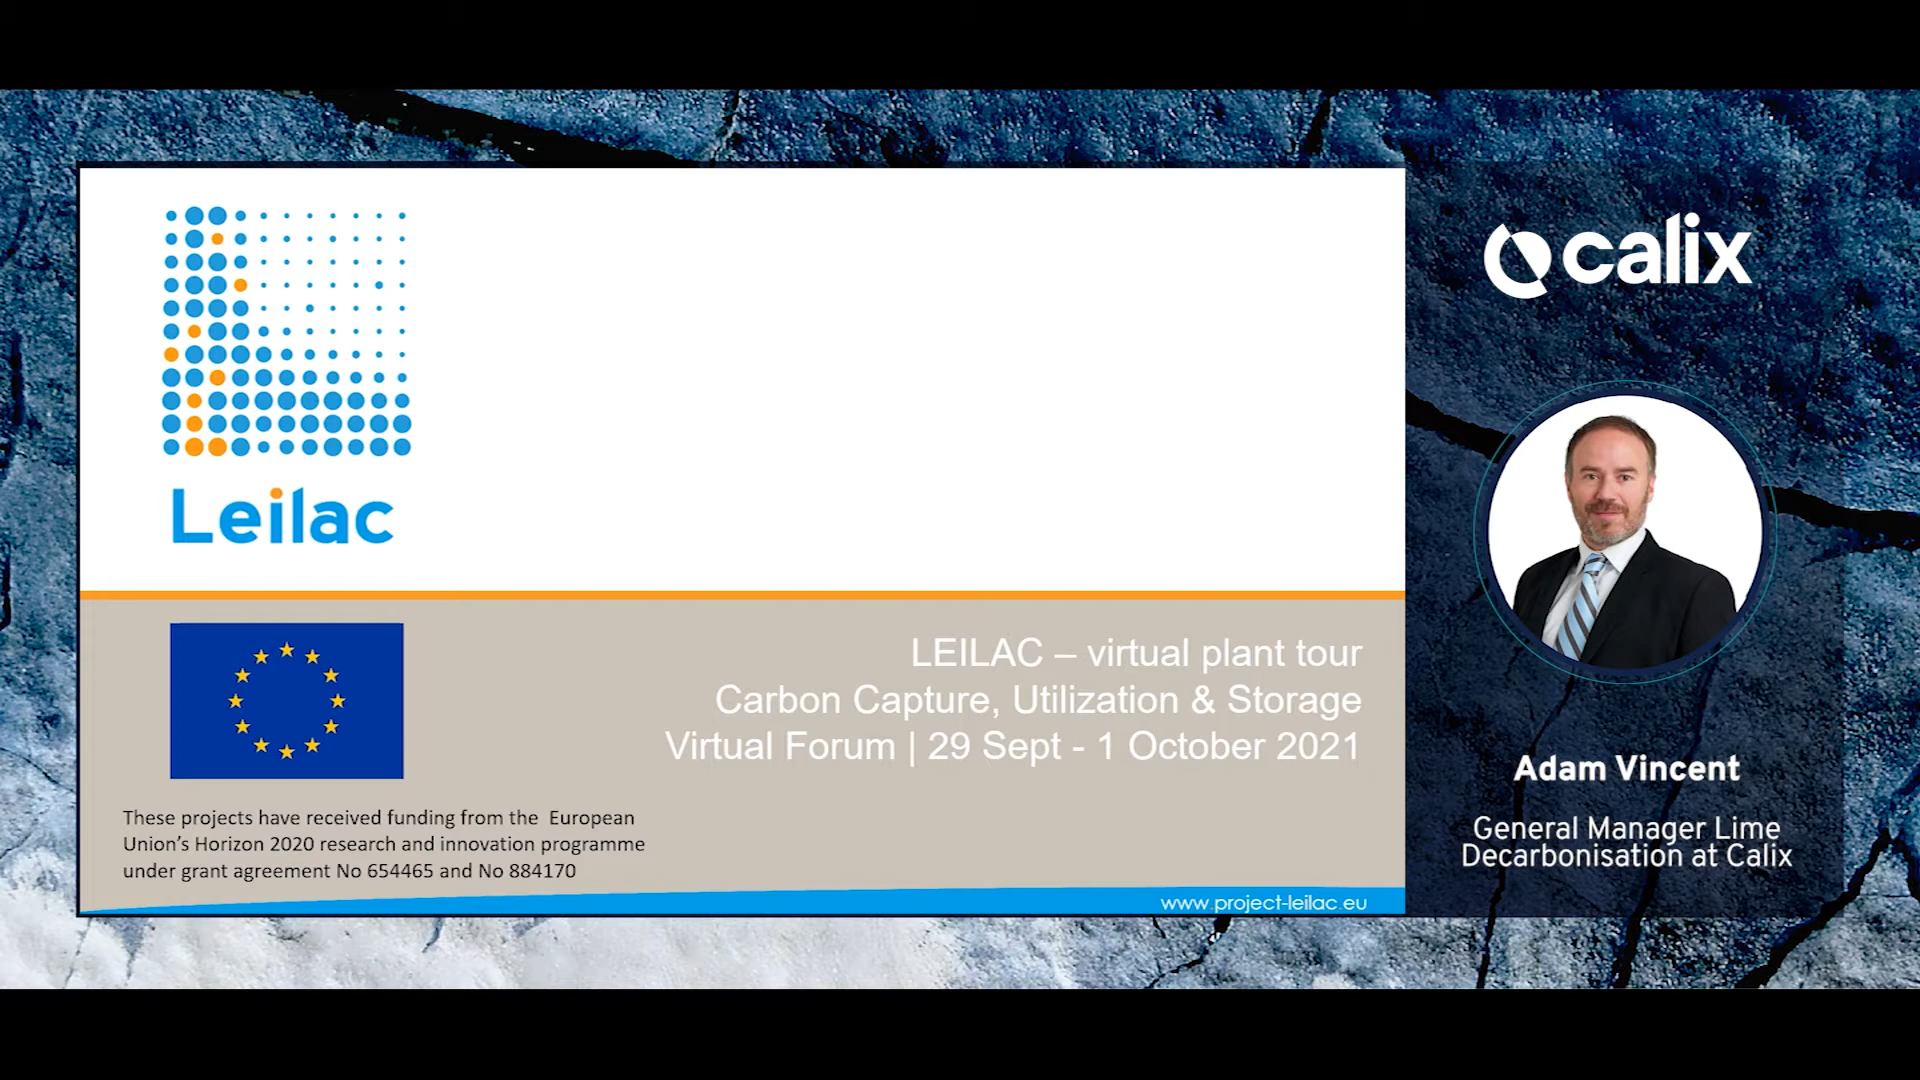 Leilac
LEILAC – virtual plant tour
Carbon Capture, Utilization & Storage
Virtual Forum | 29 Sept - 1 October 2021
These projects have received funding from the European
Union's Horizon 2020 research and innovation programme
under grant agreement No 654465 and No 884170
www.project-leilac.eu
calix
Adam Vincent
General Manager Lime
Decarbonisation at Calix